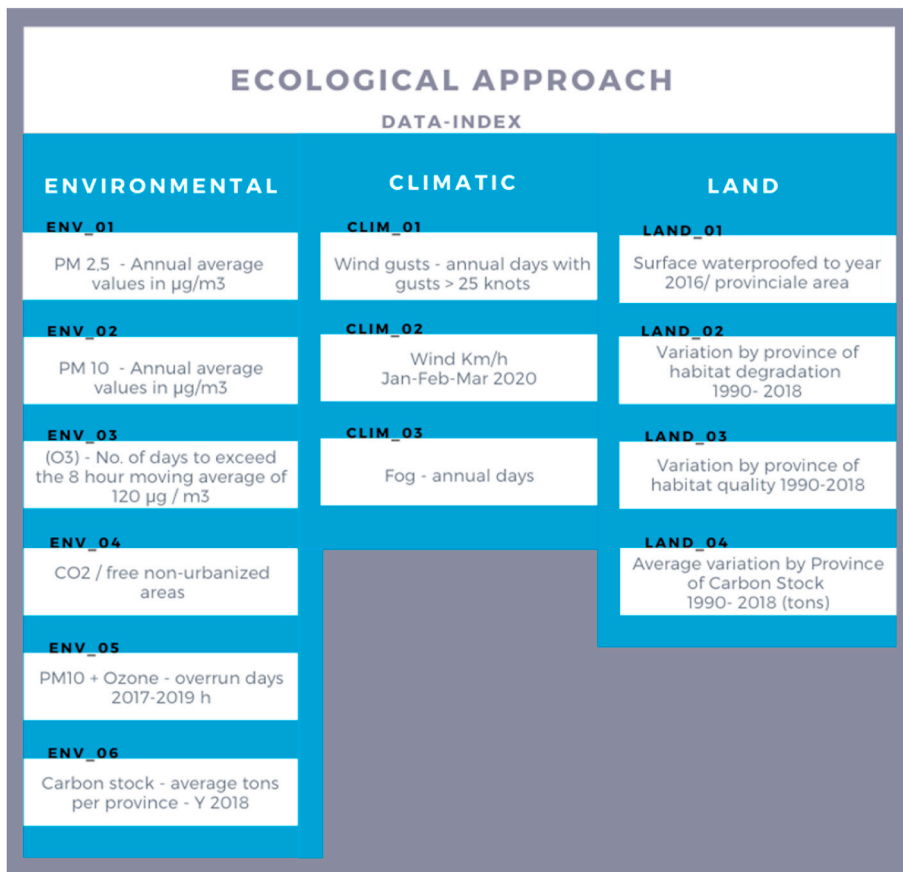 ECOLOGICAL APPROACH
DATA-INDEX
ENVIRONMENTAL
ENV_01
PM 2,5 - Annual average
values in µg/m3
ENV_02
PM 10 - Annual average
values in µg/m3
ENV_03
(O3) - No. of days to exceed
the 8 hour moving average of
120 µg / m3
ENV_04
CO2 / free non-urbanized
areas
ENV_05
PM10 + Ozone - overrun days
2017-2019 h
ENV_06
Carbon stock - average tons
per province - Y 2018
CLIMATIC
CLIM_01
Wind gusts - annual days with
gusts > 25 knots
CLIM_02
Wind Km/h
Jan-Feb-Mar 2020
CLIM_03
Fog - annual days
LAND
LAND_01
Surface waterproofed to year
2016/ provinciale area
LAND_02
Variation by province of
habitat degradation
1990- 2018
LAND_03
Variation by province of
habitat quality 1990-2018
LAND_04
Average variation by Province
of Carbon Stock
1990- 2018 (tons)